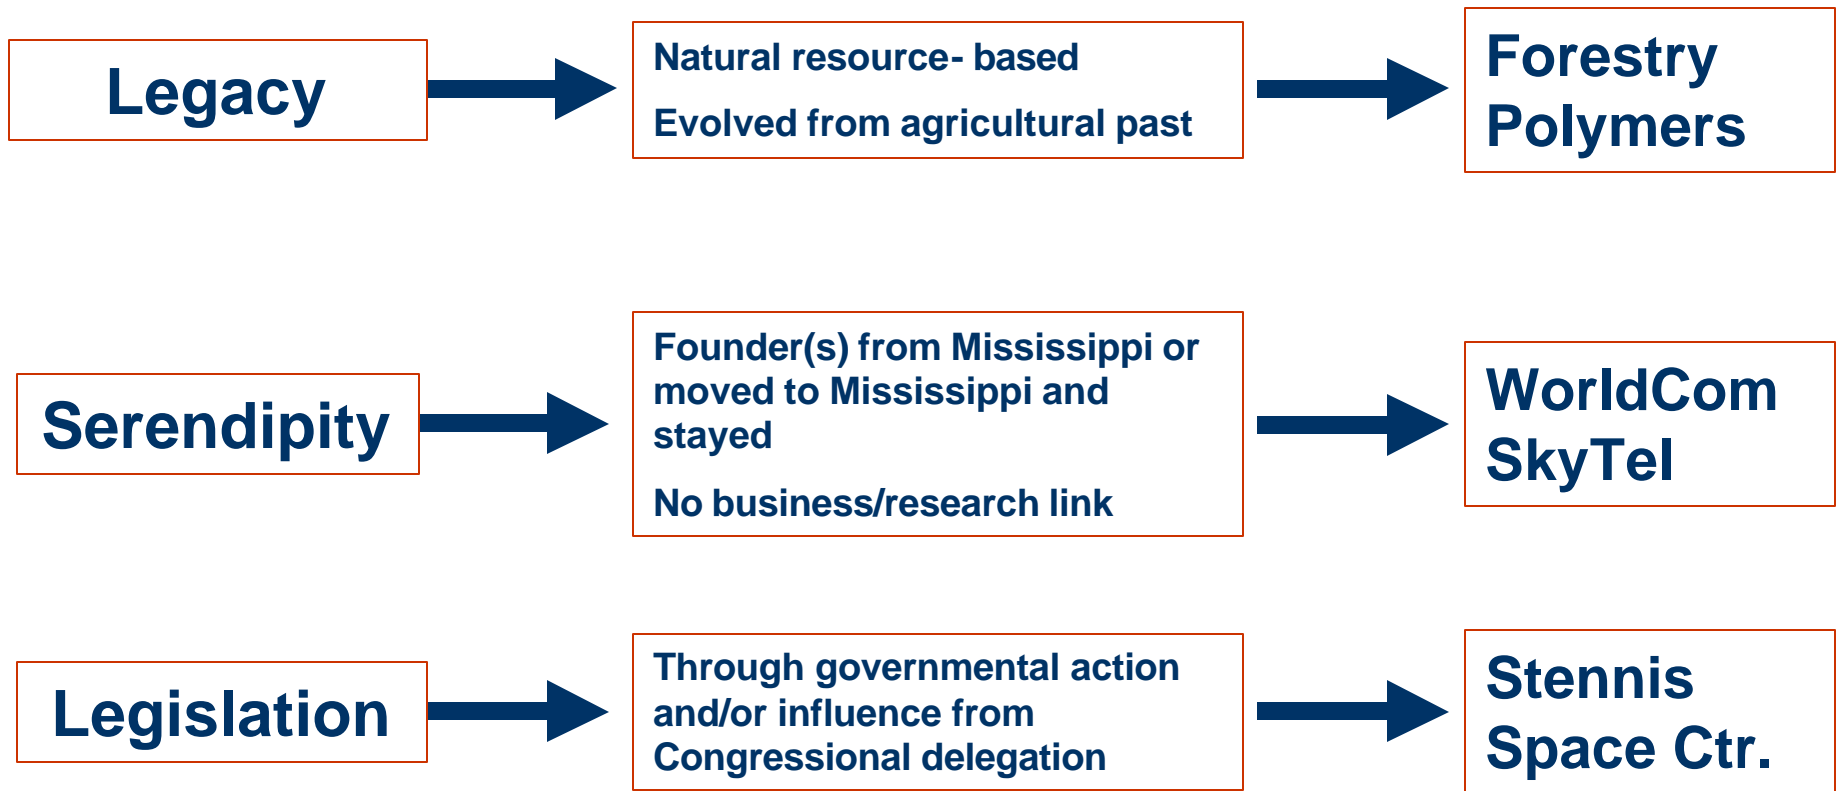 Legacy
Natural resource- based
Evolved from agricultural past
Forestry
Polymers
Serendipity
Founder(s) from Mississippi or
moved to Mississippi and
stayed
No business/research link
WorldCom
SkyTel
Legislation
Through governmental action
and/or influence from
Congressional delegation
Stennis
Space Ctr.